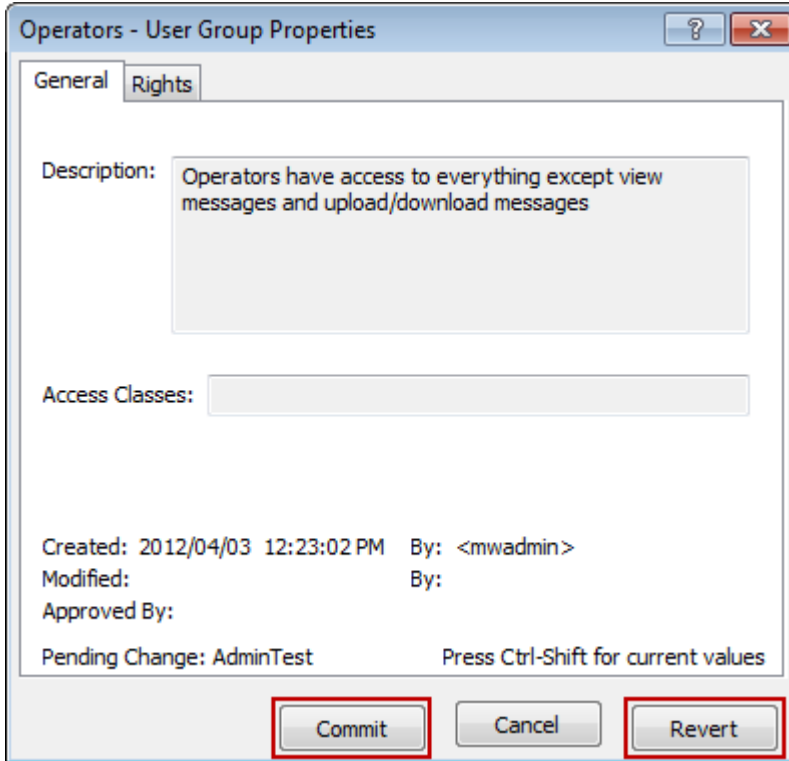 Operators - User Group Properties
General Rights
Description: Operators have access to everything except view
messages and upload/download messages
Access Classes:
Created: 2012/04/03 12:23:02 PM By: <mwadmin>
Modified: By:
Approved By:
Pending Change: AdminTest Press Ctrl-Shift for current values
Commit Cancel Revert